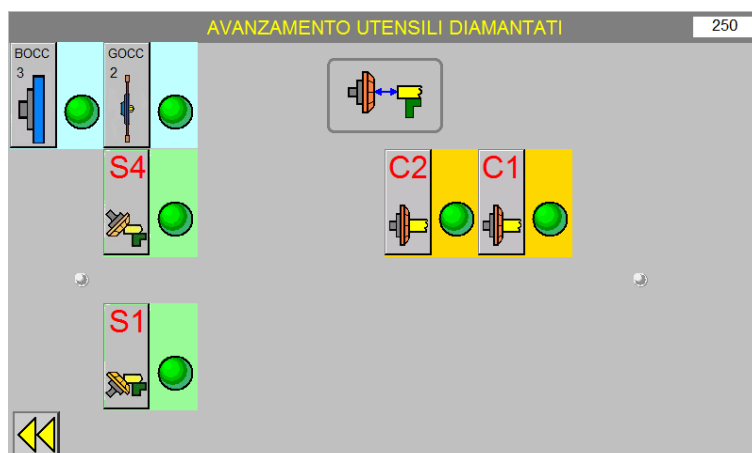 AVANZAMENTO UTENSILI DIAMANTATI
250
BOCC
3
GOCC
2
S4
C2
C1
S1